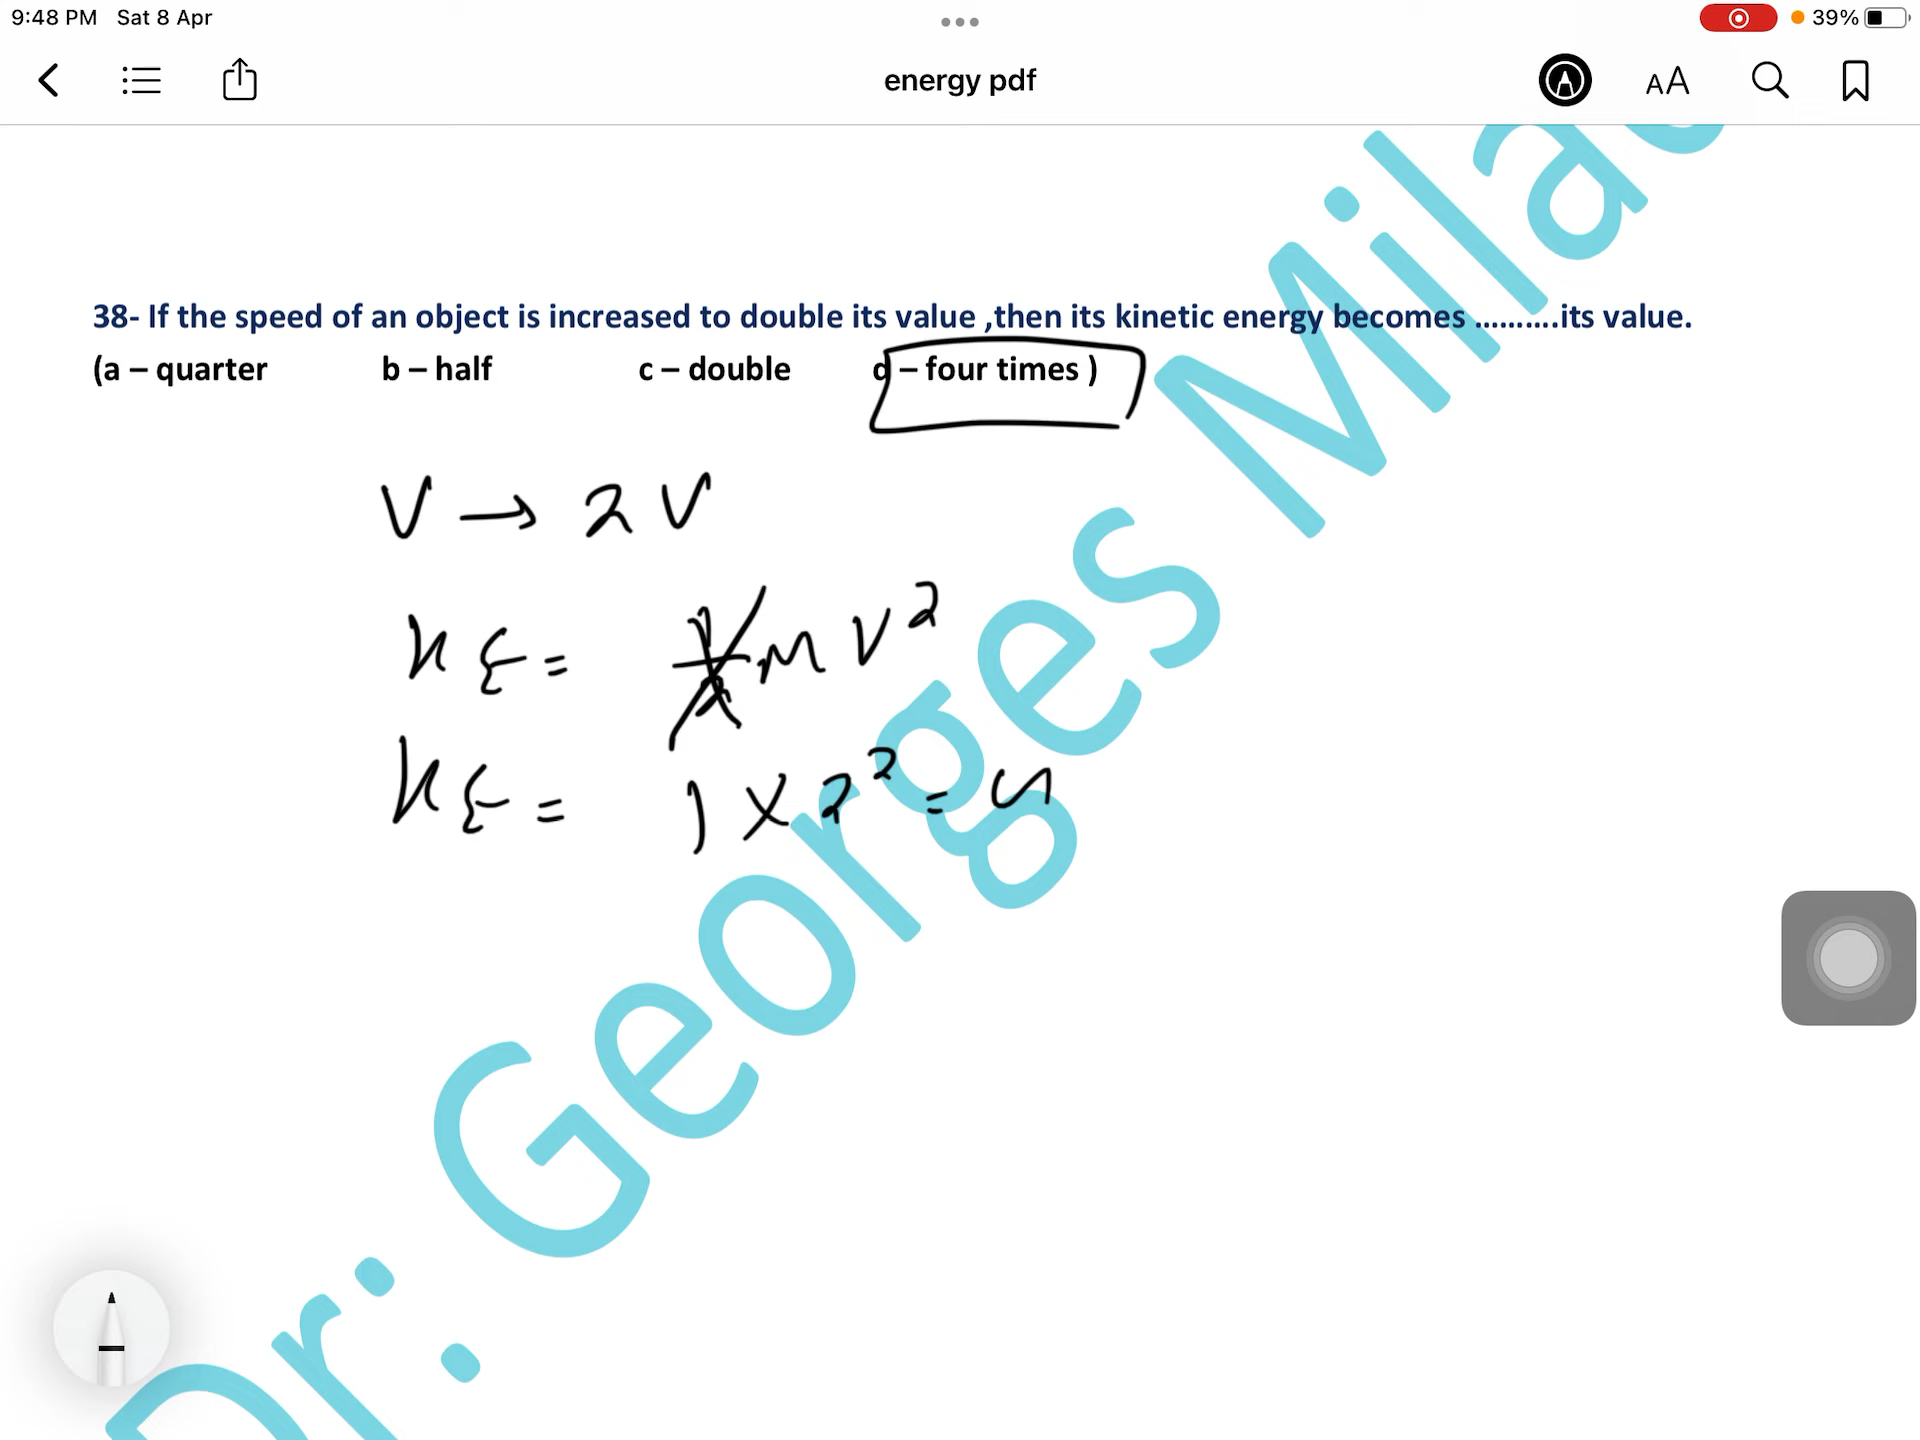 9:48 PM Sat 8 Apr
39%
energy pdf
AA
38- If the speed of an object is increased to double its value ,then its kinetic energy becomes ..........its value.
(a – quarter b – half c – double d – four times )
V → 2 V
KE = 1/2 m V²
KE = 1 × 2² = 4
Dr: Georges Milad